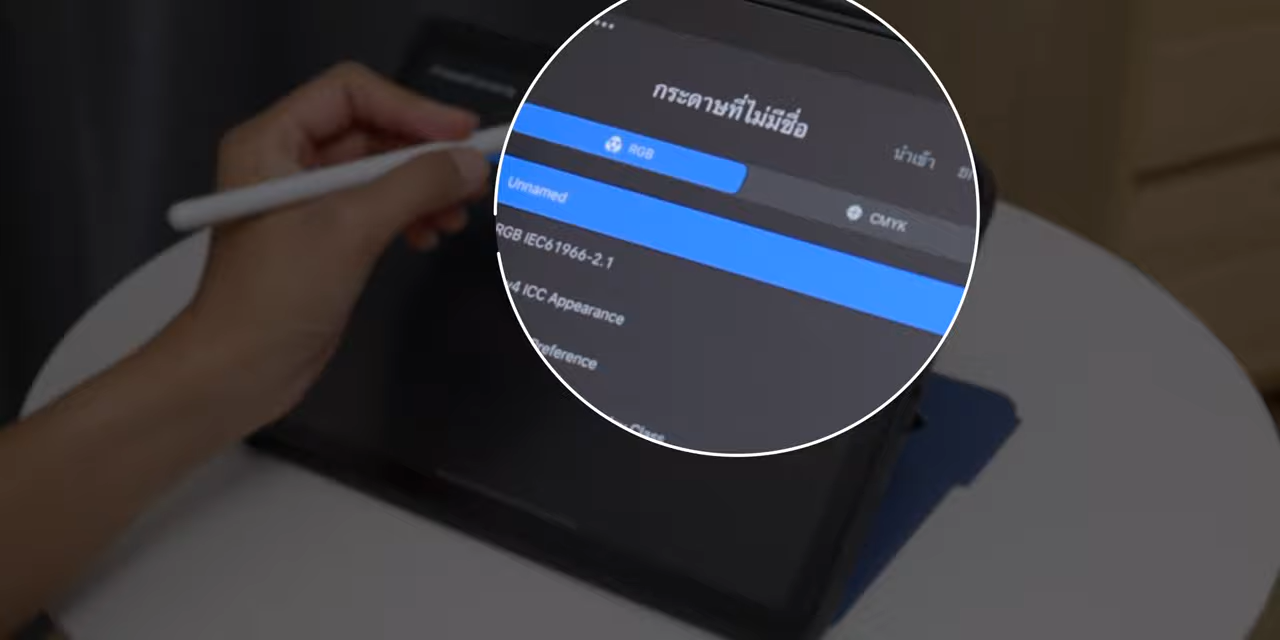 กระดาษที่ไม่มีชื่อ
นำเข้า
RGB
CMYK
Unnamed
RGB IEC61966-2.1
v4 ICC Appearance
Preference
Class